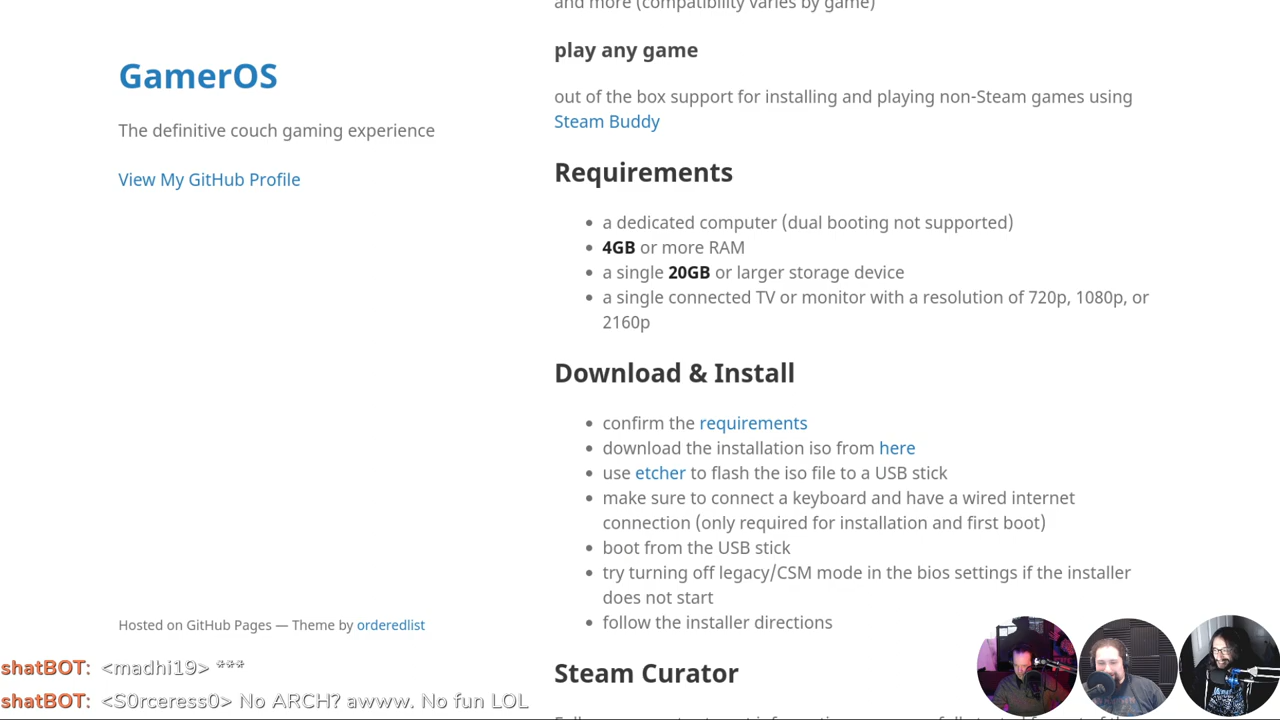 and more (compatibility varies by game)
GamerOS
The definitive couch gaming experience
View My GitHub Profile
play any game
out of the box support for installing and playing non-Steam games using
Steam Buddy
Requirements
• a dedicated computer (dual booting not supported)
• 4GB or more RAM
• a single 20GB or larger storage device
• a single connected TV or monitor with a resolution of 720p, 1080p, or
2160p
Download & Install
• confirm the requirements
• download the installation iso from here
• use etcher to flash the iso file to a USB stick
• make sure to connect a keyboard and have a wired internet
connection (only required for installation and first boot)
• boot from the USB stick
• try turning off legacy/CSM mode in the bios settings if the installer
does not start
• follow the installer directions
Steam Curator
Hosted on GitHub Pages — Theme by orderedlist
shatBOT: <madhi19> ***
shatBOT: <S0rceress0> No ARCH? awww. No fun LOL